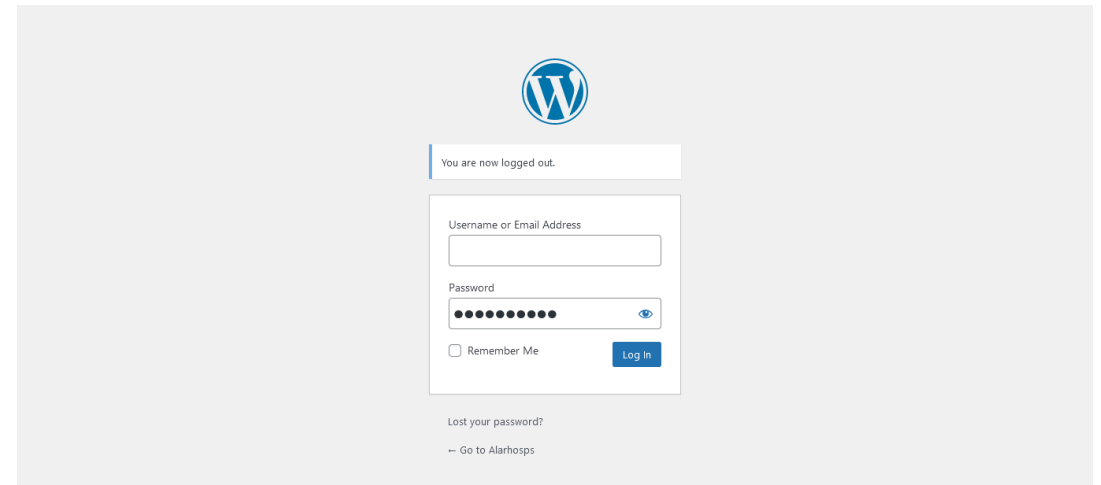 You are now logged out.
Username or Email Address
Password
●●●●●●●●●●
Remember Me
Log In
Lost your password?
← Go to Alarhosps